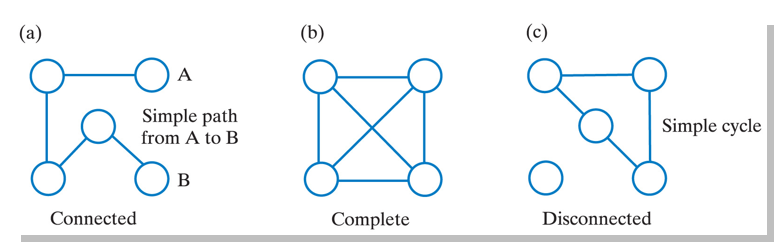 (a)
(b)
(c)
A
Simple path
from A to B
B
Simple cycle
Connected
Complete
Disconnected